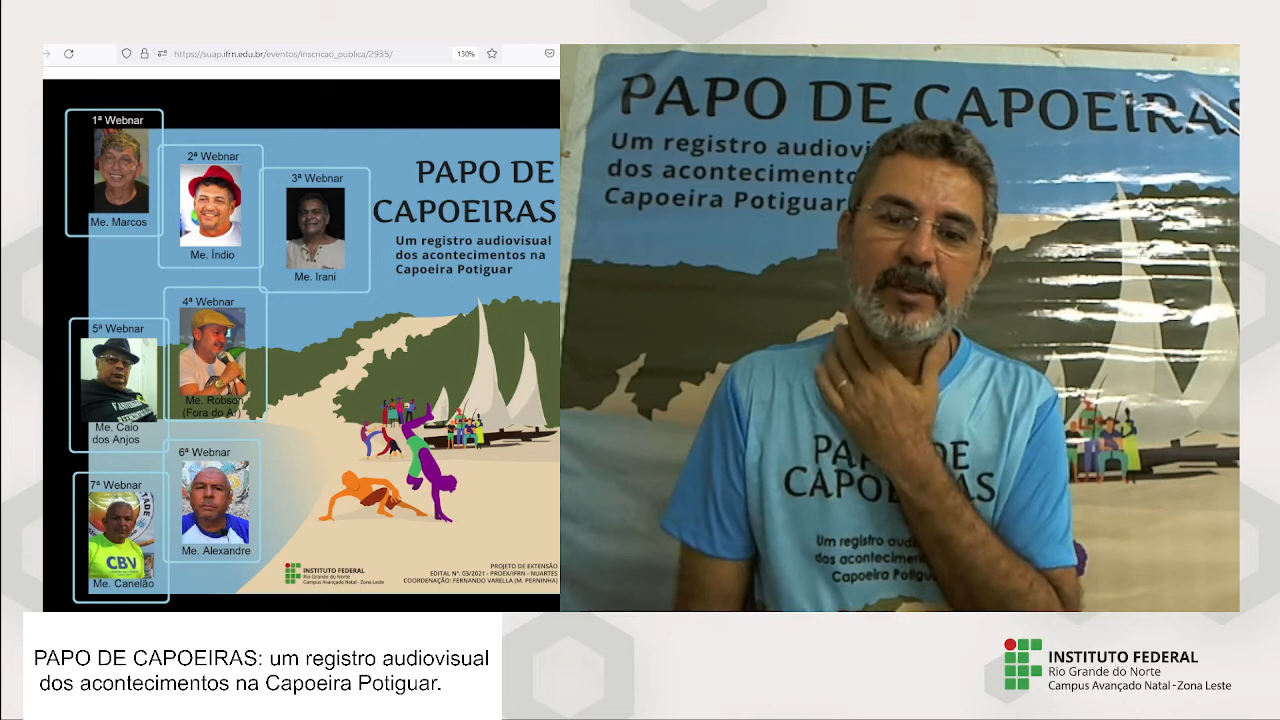 https://suap.ifrn.edu.br/eventos/inscricao_publica/2935/
130%
1ª Webnar
Me. Marcos
2ª Webnar
Me. Índio
3ª Webnar
Me. Irani
4ª Webnar
Me. Robson
(Fora do Ar)
5ª Webnar
Me. Caio
dos Anjos
6ª Webnar
Me. Alexandre
7ª Webnar
CBV
Me. Canelão
PAPO DE
CAPOEIRAS
Um registro audiovisual
dos acontecimentos na
Capoeira Potiguar
INSTITUTO FEDERAL
Rio Grande do Norte
Campus Avançado Natal - Zona Leste
PROJETO DE EXTENSÃO
EDITAL Nº. 03/2021 - PROEX/IFRN - NUARTES
COORDENAÇÃO: FERNANDO VARELLA (M. PERNINHA)
PAPO DE CAPOEIRAS
Um registro audiovi
dos acontecimento
Capoeira Potiguar
PAP DE
CAPOEIRAS
Um registro au
dos acontecimen
Capoeira Potigu
PAPO DE CAPOEIRAS: um registro audiovisual
dos acontecimentos na Capoeira Potiguar.
INSTITUTO FEDERAL
Rio Grande do Norte
Campus Avançado Natal -Zona Leste